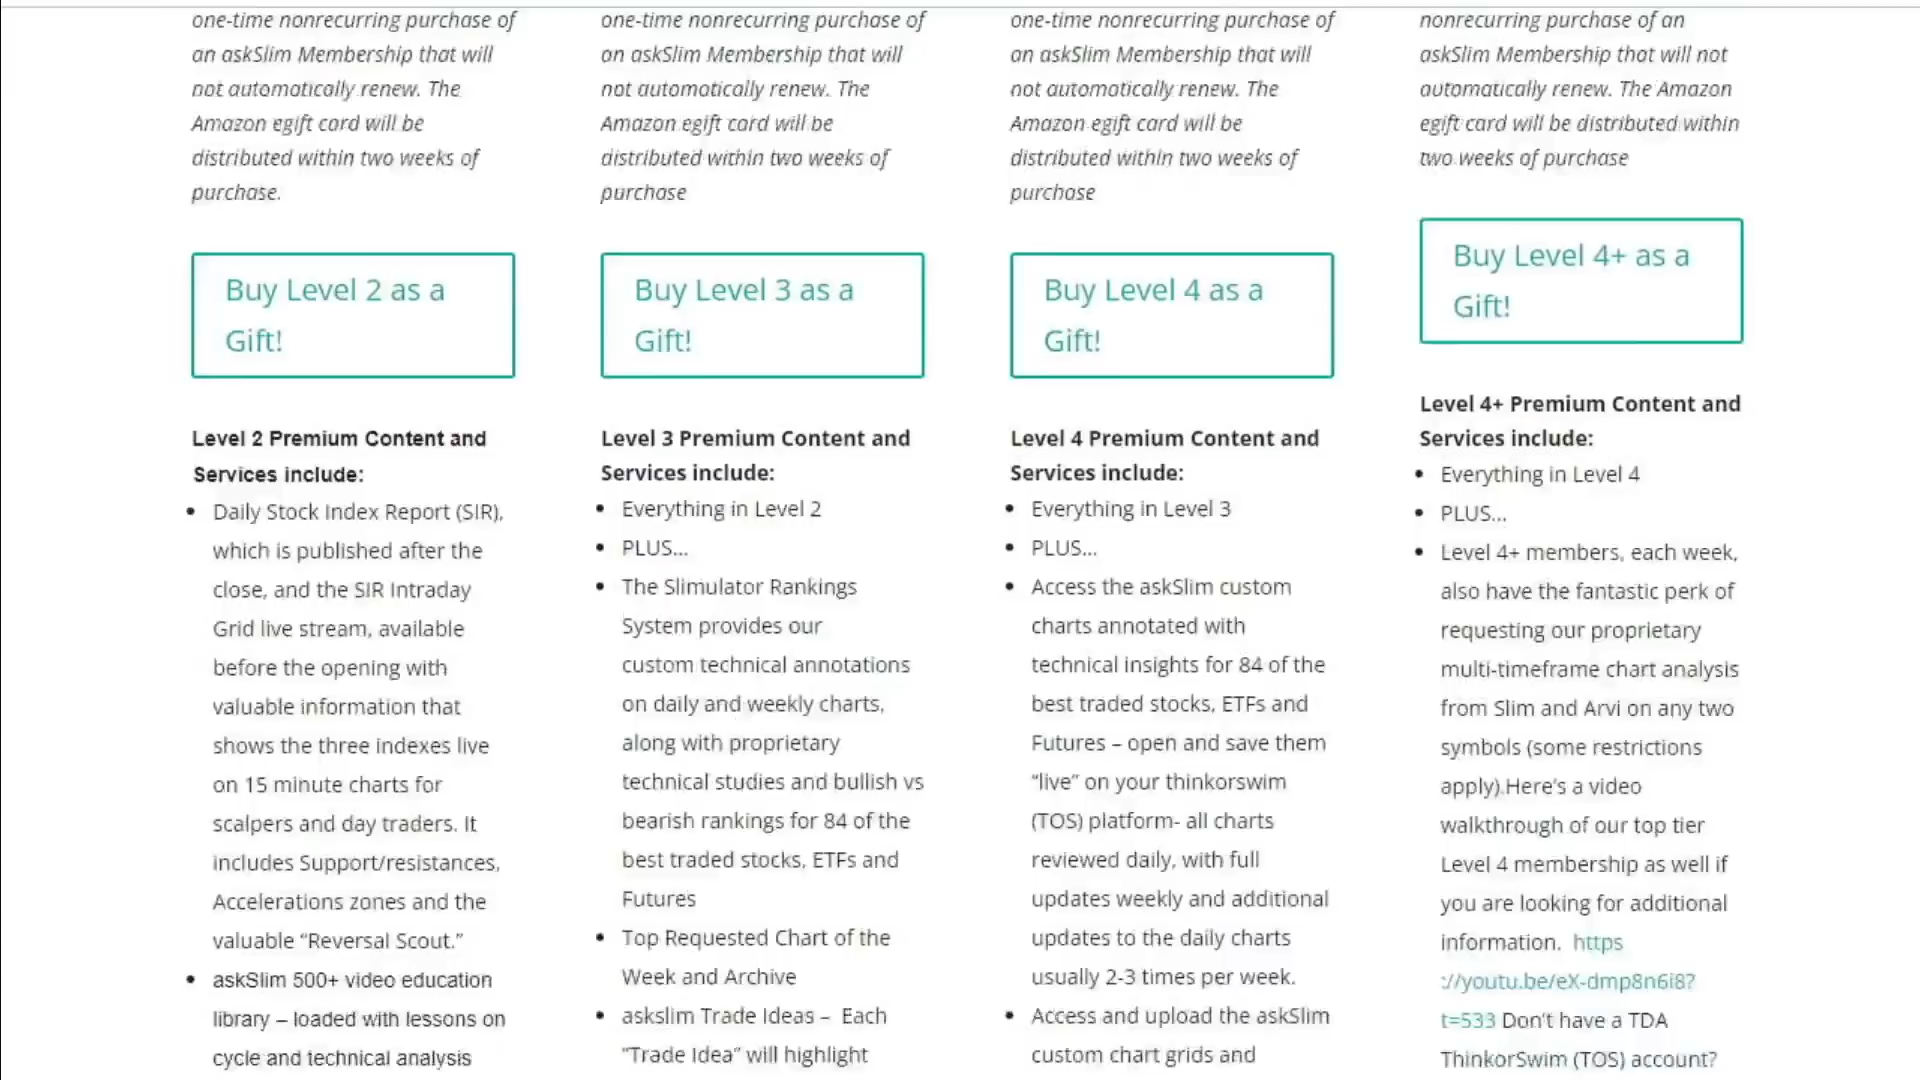 one-time nonrecurring purchase of
an askSlim Membership that will
not automatically renew. The
Amazon egift card will be
distributed within two weeks of
purchase.
Buy Level 2 as a
Gift!
Level 2 Premium Content and
Services include:
Daily Stock Index Report (SIR),
which is published after the
close, and the SIR Intraday
Grid live stream, available
before the opening with
valuable information that
shows the three indexes live
on 15 minute charts for
scalpers and day traders. It
includes Support/resistances,
Accelerations zones and the
valuable “Reversal Scout.”
askSlim 500+ video education
library – loaded with lessons on
cycle and technical analysis
one-time nonrecurring purchase of
an askSlim Membership that will
not automatically renew. The
Amazon egift card will be
distributed within two weeks of
purchase
Buy Level 3 as a
Gift!
Level 3 Premium Content and
Services include:
Everything in Level 2
PLUS...
The Slimulator Rankings
System provides our
custom technical annotations
on daily and weekly charts,
along with proprietary
technical studies and bullish vs
bearish rankings for 84 of the
best traded stocks, ETFs and
Futures
Top Requested Chart of the
Week and Archive
askslim Trade Ideas – Each
“Trade Idea” will highlight
one-time nonrecurring purchase of
an askSlim Membership that will
not automatically renew. The
Amazon egift card will be
distributed within two weeks of
purchase
Buy Level 4 as a
Gift!
Level 4 Premium Content and
Services include:
Everything in Level 3
PLUS...
Access the askSlim custom
charts annotated with
technical insights for 84 of the
best traded stocks, ETFs and
Futures – open and save them
“live” on your thinkorswim
(TOS) platform- all charts
reviewed daily, with full
updates weekly and additional
updates to the daily charts
usually 2-3 times per week.
Access and upload the askSlim
custom chart grids and
nonrecurring purchase of an
askSlim Membership that will not
automatically renew. The Amazon
egift card will be distributed within
two weeks of purchase
Buy Level 4+ as a
Gift!
Level 4+ Premium Content and
Services include:
Everything in Level 4
PLUS...
Level 4+ members, each week,
also have the fantastic perk of
requesting our proprietary
multi-timeframe chart analysis
from Slim and Arvi on any two
symbols (some restrictions
apply).Here’s a video
walkthrough of our top tier
Level 4 membership as well if
you are looking for additional
information. https
://youtu.be/eX-dmp8n6i8?
t=533 Don’t have a TDA
ThinkorSwim (TOS) account?